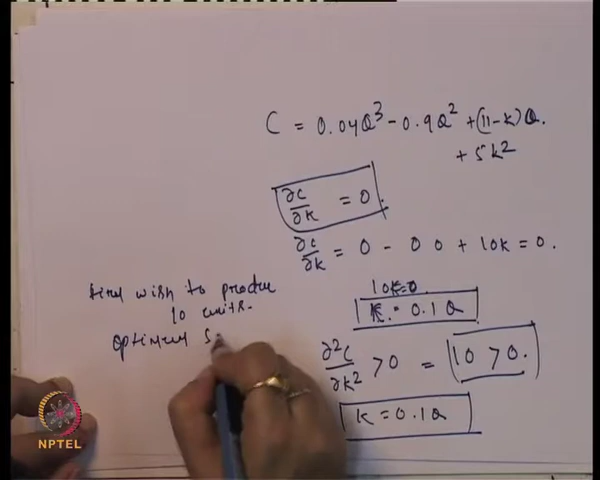 C = 0.04Q³ - 0.9Q² + (11-k)Q.
+ 5k²
∂C/∂k = 0.
∂C/∂k = 0 - 0 0 + 10k = 0.
10k=0
k = 0.1Q
∂²C/∂k² > 0 = 10 > 0.
k = 0.1Q
wish to produce
10 units.
optimum S
NPTEL